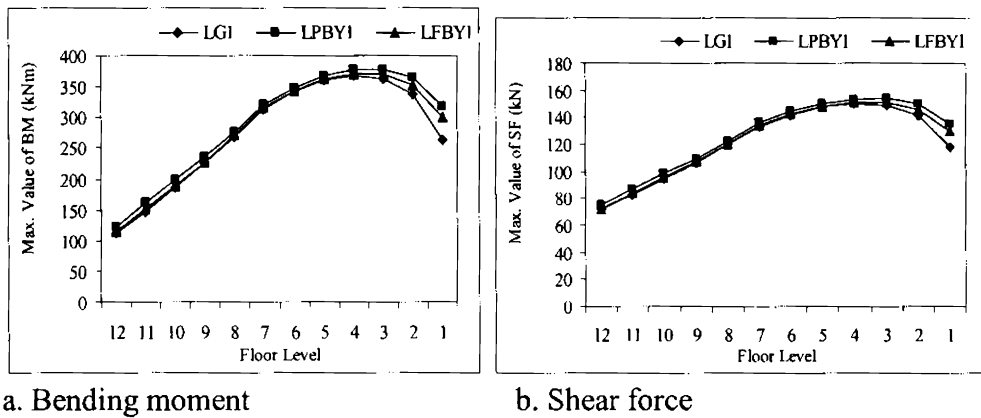 LG1 LPBY1 LFBY1
Max. Value of BM (kNm)
400
350
300
250
200
150
100
50
0
12 11 10 9 8 7 6 5 4 3 2 1
Floor Level
a. Bending moment
LG1 LPBY1 LFBY1
Max. Value of SF (kN)
180
160
140
120
100
80
60
40
20
0
12 11 10 9 8 7 6 5 4 3 2 1
Floor Level
b. Shear force